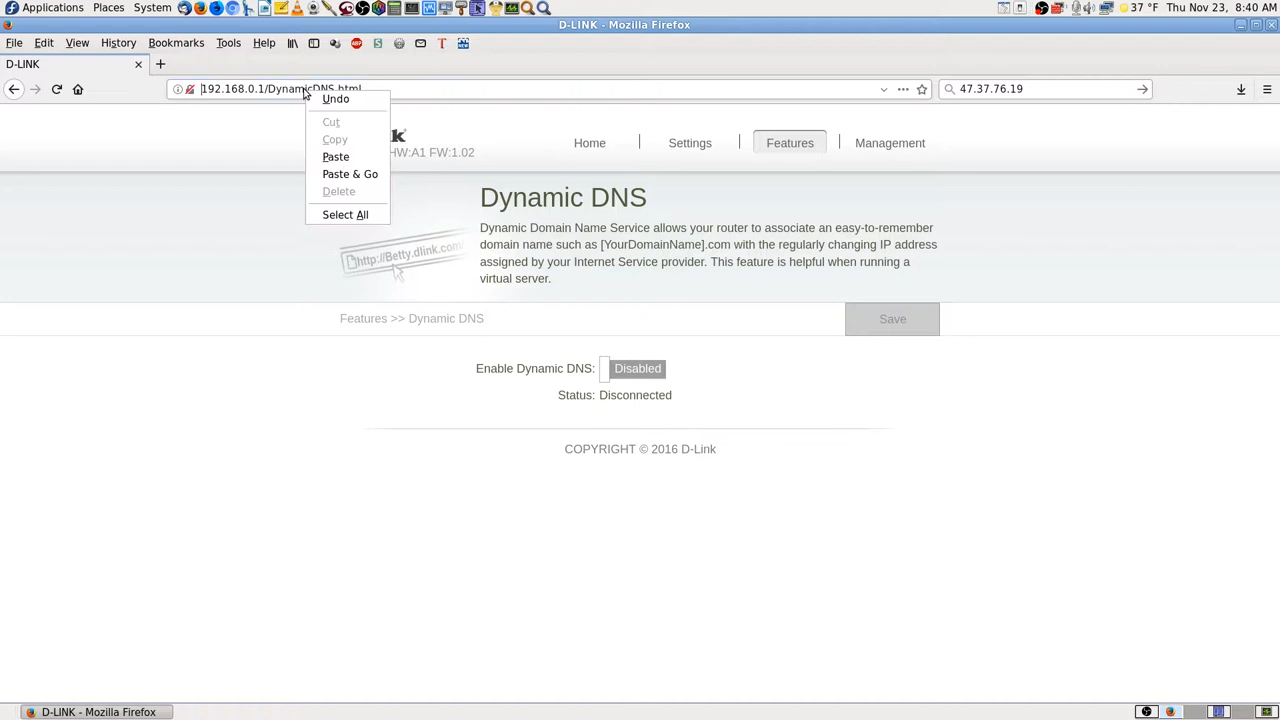 Applications Places System 37 °F Thu Nov 23, 8:40 AM
D-LINK - Mozilla Firefox
File Edit View History Bookmarks Tools Help
D-LINK
192.168.0.1/DynamicDNS.html 47.37.76.19
Undo
Cut
Copy
Paste
Paste & Go
Delete
Select All
k
HW:A1 FW:1.02
Home Settings Features Management
Dynamic DNS
Dynamic Domain Name Service allows your router to associate an easy-to-remember
domain name such as [YourDomainName].com with the regularly changing IP address
assigned by your Internet Service provider. This feature is helpful when running a
virtual server.
http://Betty.dlink.com/
Features >> Dynamic DNS Save
Enable Dynamic DNS: Disabled
Status: Disconnected
COPYRIGHT © 2016 D-Link
D-LINK - Mozilla Firefox